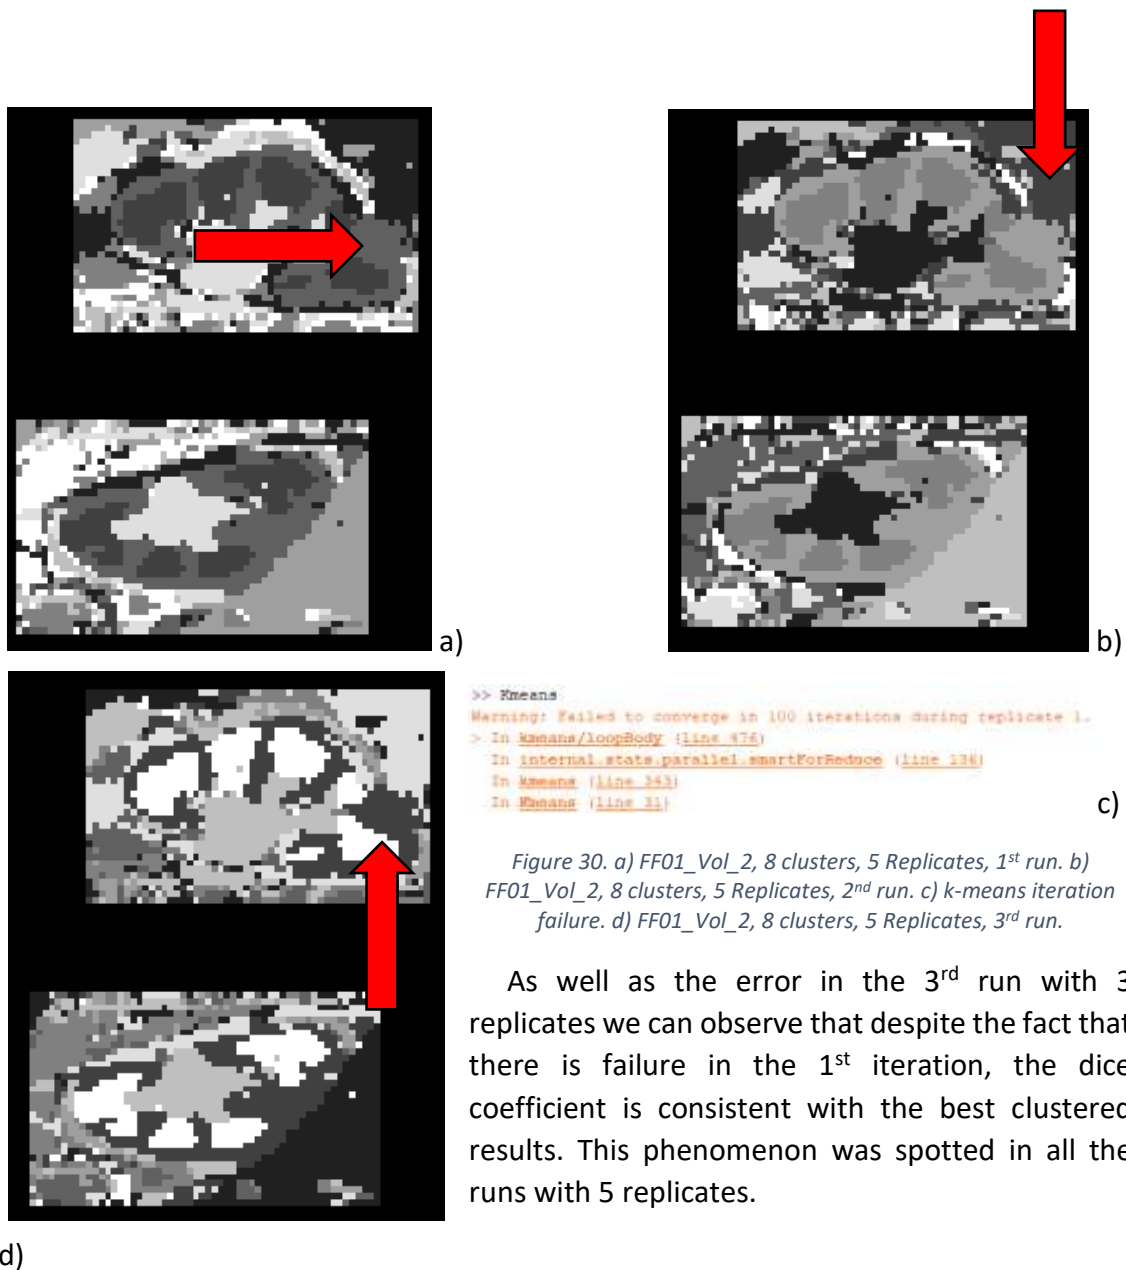 a)
b)
>> Kmeans
Warning: Failed to converge in 100 iterations during replicate 1.
> In kmeans/loopBody (line 476)
In internal.stats.parallel.smartForReduce (line 136)
In kmeans (line 343)
In Kmeans (line 31)
c)
Figure 30. a) FF01_Vol_2, 8 clusters, 5 Replicates, 1st run. b)
FF01_Vol_2, 8 clusters, 5 Replicates, 2nd run. c) k-means iteration
failure. d) FF01_Vol_2, 8 clusters, 5 Replicates, 3rd run.
As well as the error in the 3rd run with 3
replicates we can observe that despite the fact that
there is failure in the 1st iteration, the dice
coefficient is consistent with the best clustered
results. This phenomenon was spotted in all the
runs with 5 replicates.
d)